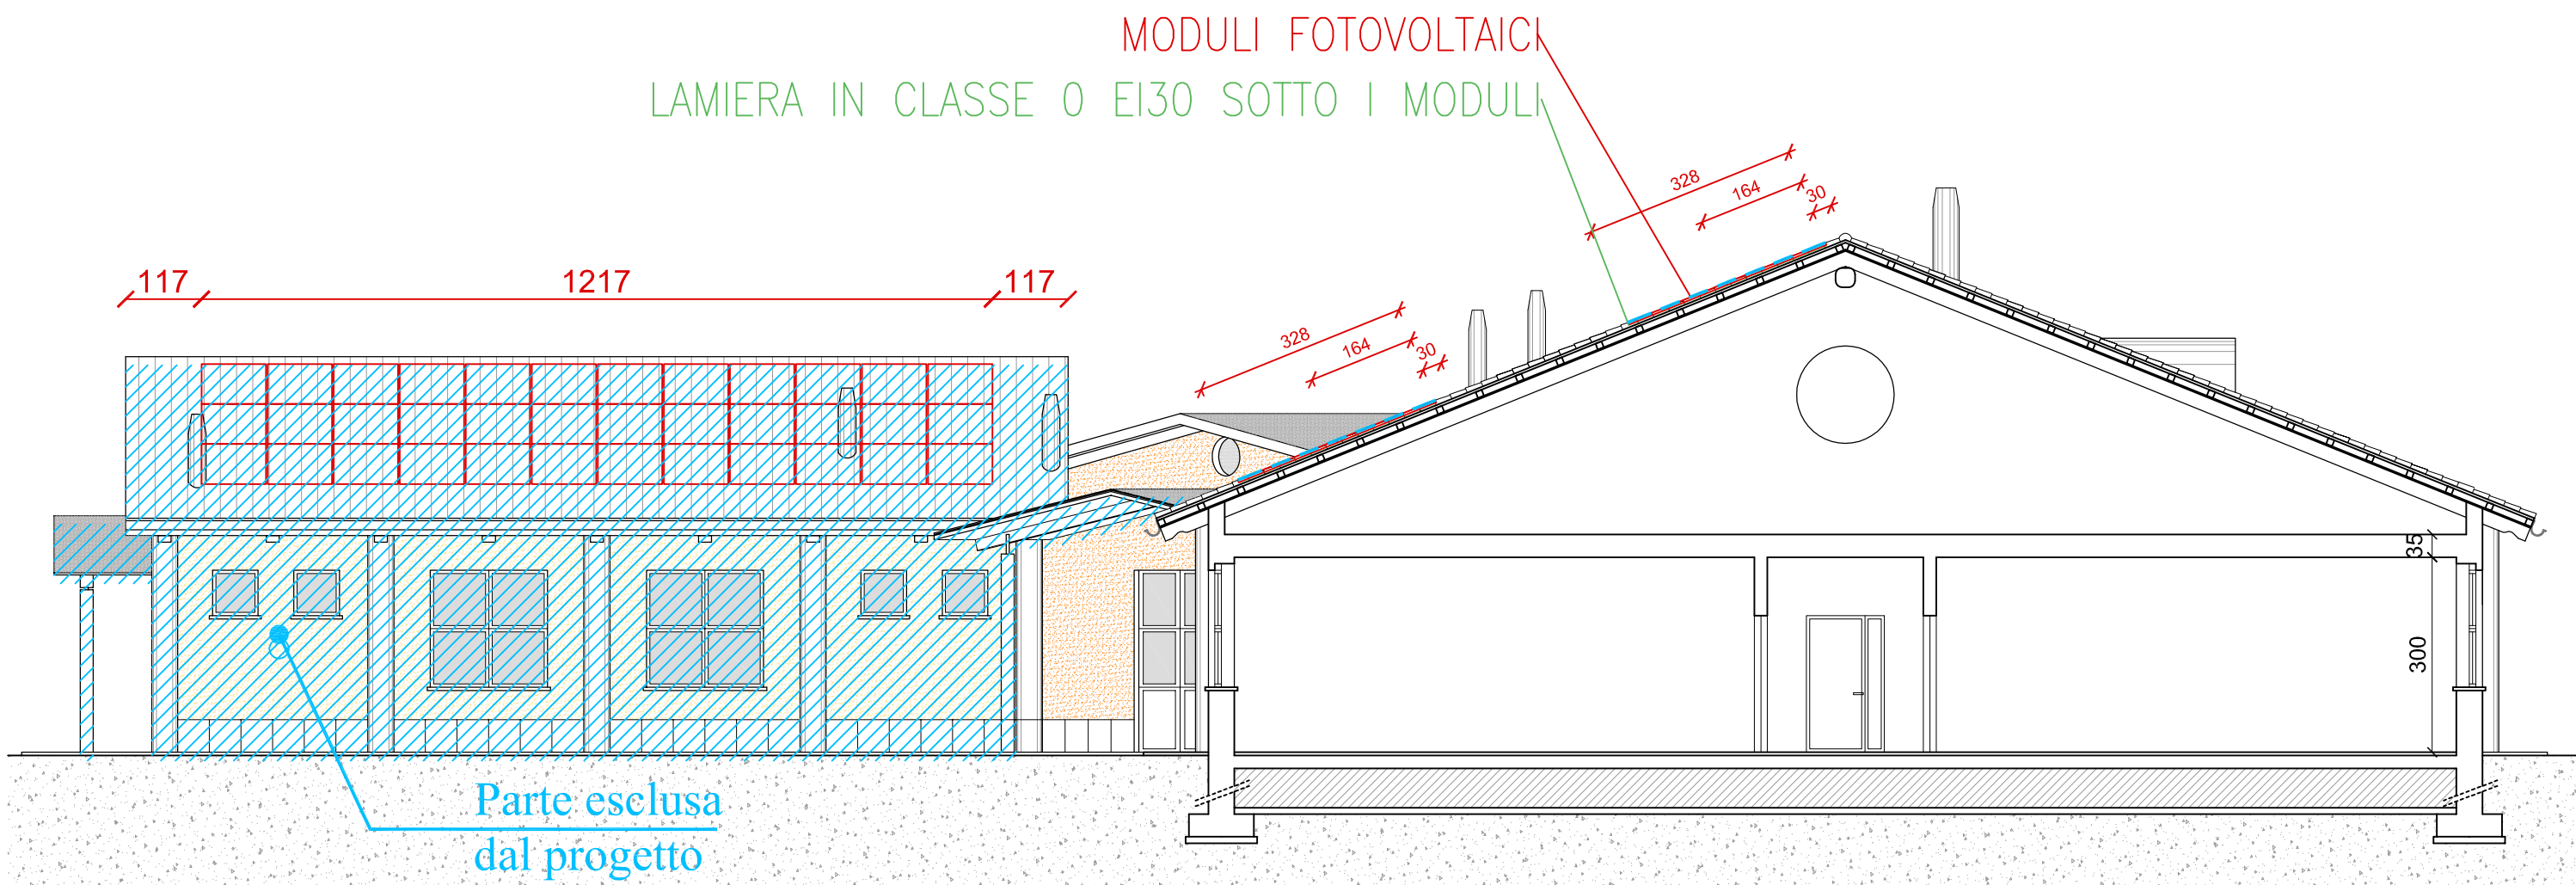 MODULI FOTOVOLTAICI
LAMIERA IN CLASSE 0 EI30 SOTTO I MODULI
328
164
30
117
1217
117
328
164
30
35
300
Parte esclusa
dal progetto